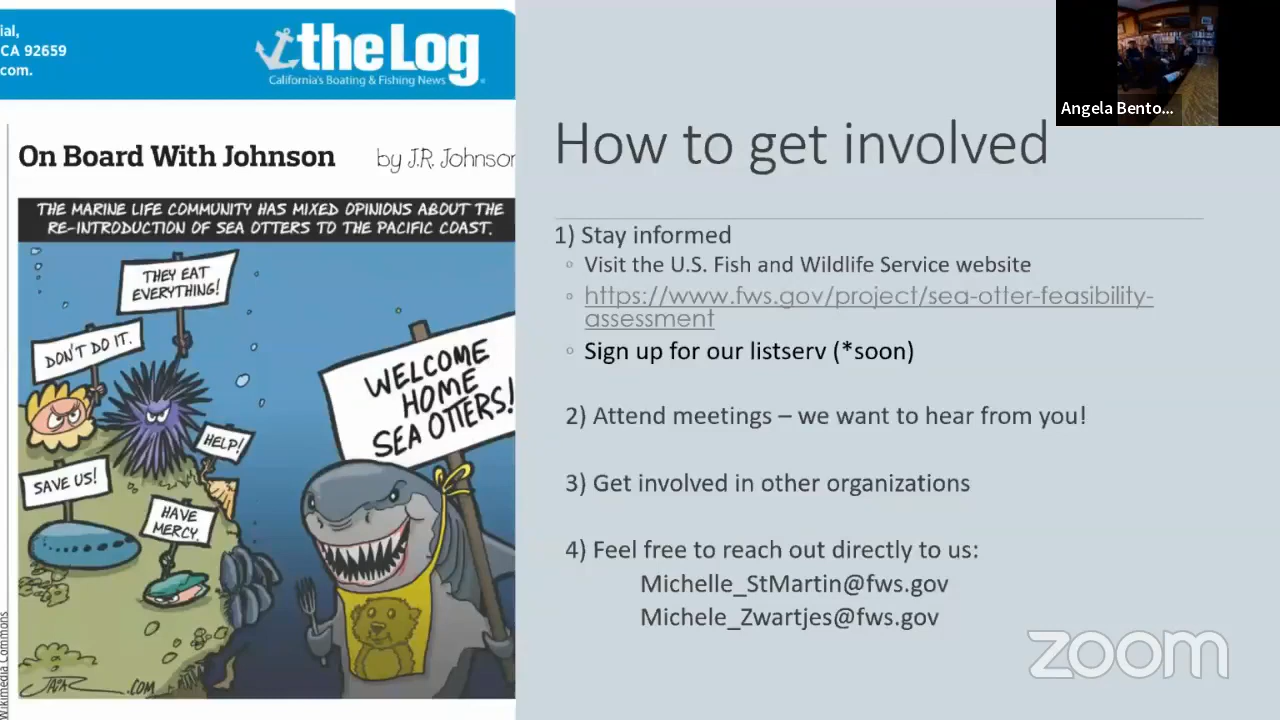 ial,
CA 92659
com.
the Log
California's Boating & Fishing News
On Board With Johnson by J.R. Johnson
THE MARINE LIFE COMMUNITY HAS MIXED OPINIONS ABOUT THE
RE-INTRODUCTION OF SEA OTTERS TO THE PACIFIC COAST.
THEY EAT
EVERYTHING!
DON'T DO IT.
HELP!
SAVE US!
HAVE
MERCY.
WELCOME
HOME
SEA OTTERS!
.COM
Wikimedia Commons
How to get involved
1) Stay informed
◦ Visit the U.S. Fish and Wildlife Service website
◦ https://www.fws.gov/project/sea-otter-feasibility-
assessment
◦ Sign up for our listserv (*soon)
2) Attend meetings – we want to hear from you!
3) Get involved in other organizations
4) Feel free to reach out directly to us:
Michelle_StMartin@fws.gov
Michele_Zwartjes@fws.gov
Angela Bento...
zoom